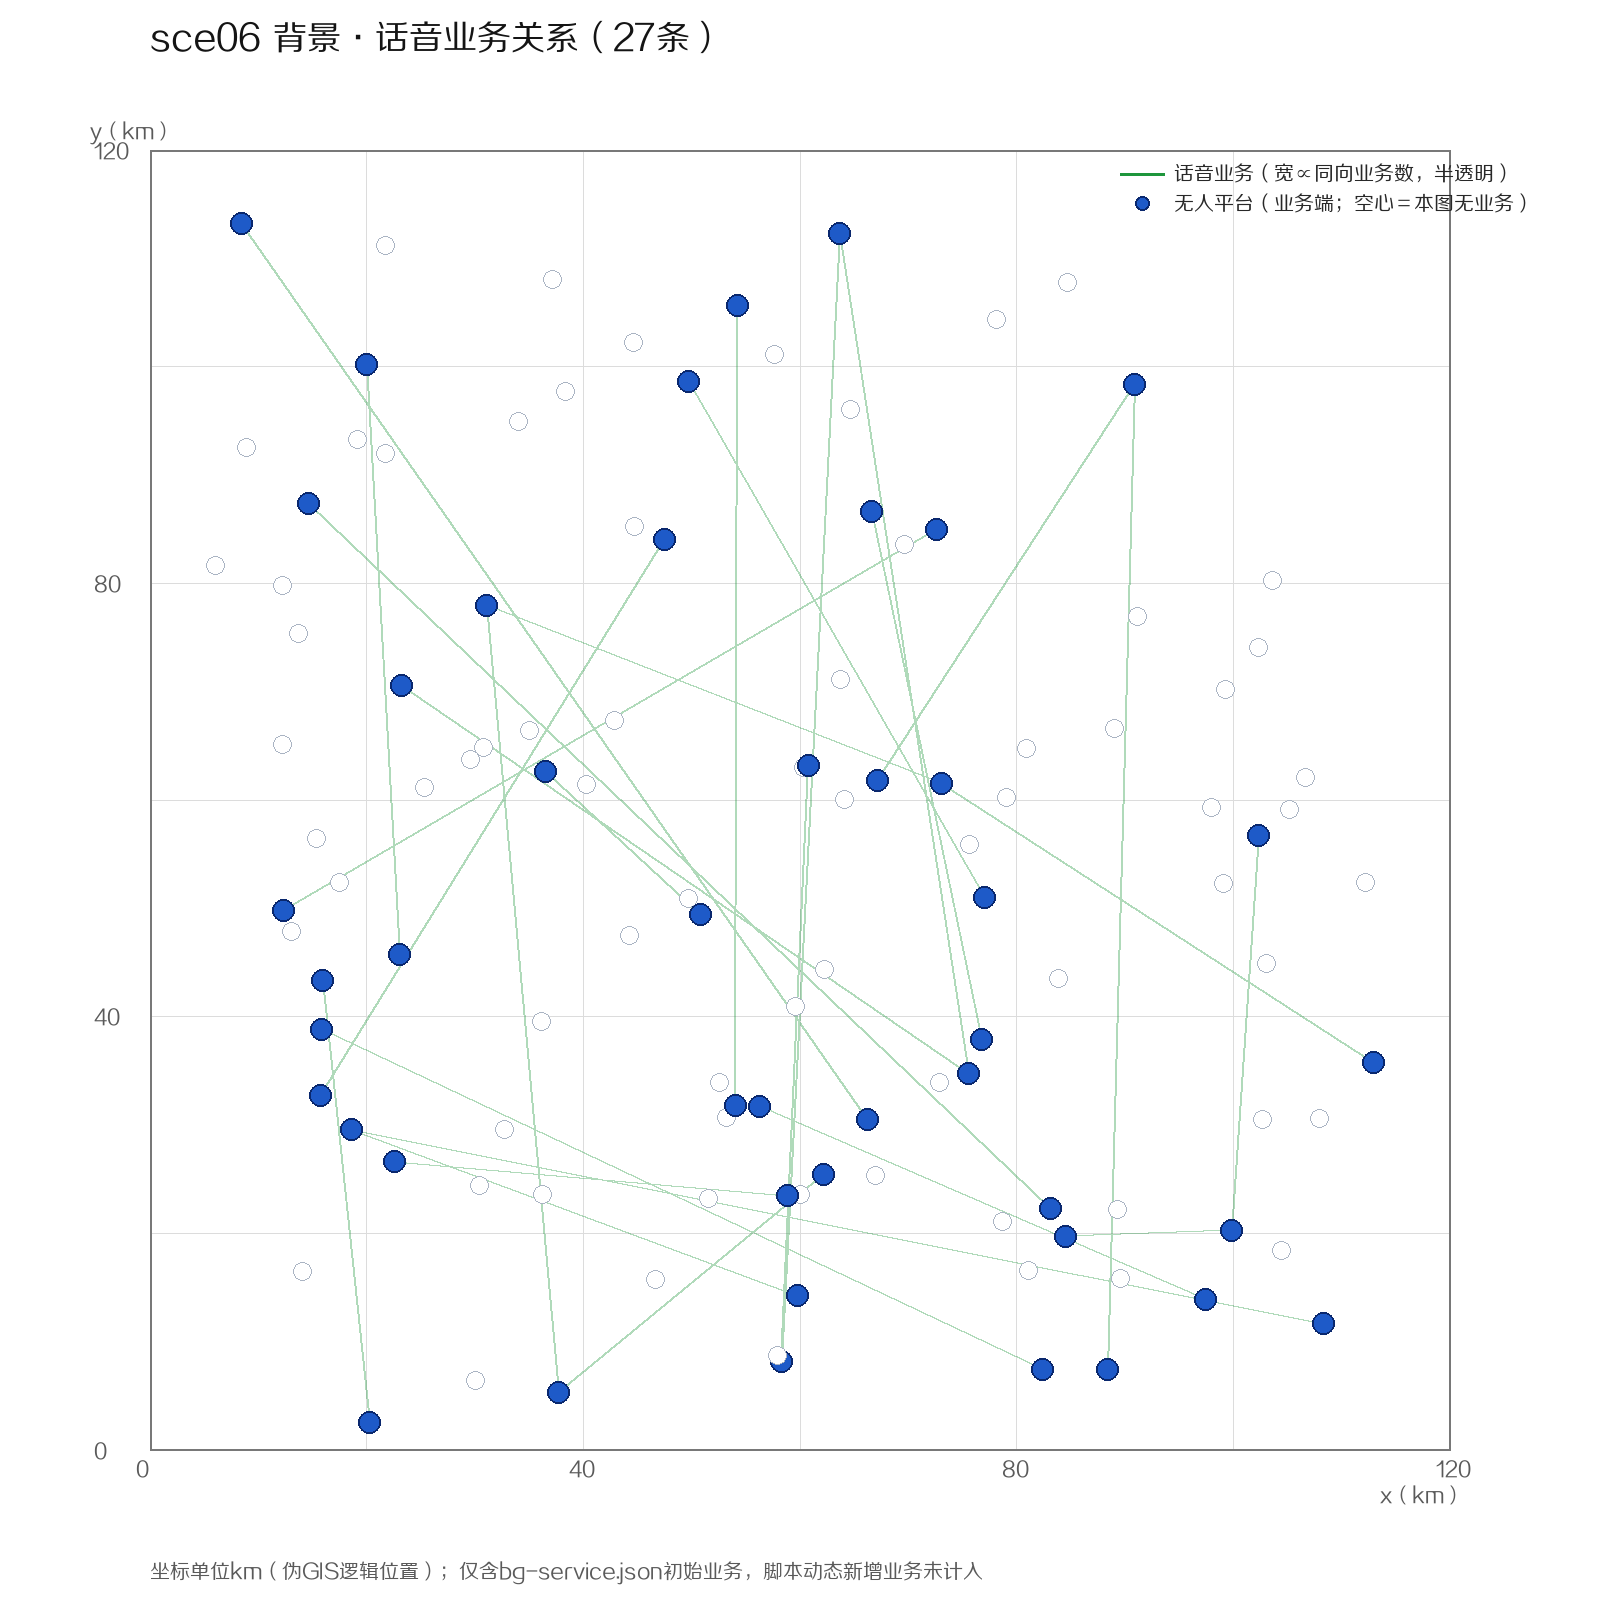 sce06 背景 · 话音业务关系（27条）
y（km）
120
话音业务（宽∝同向业务数，半透明）
无人平台（业务端；空心＝本图无业务）
80
40
0
0 40 80 120
x（km）
坐标单位km（伪GIS逻辑位置）；仅含bg-service.json初始业务，脚本动态新增业务未计入